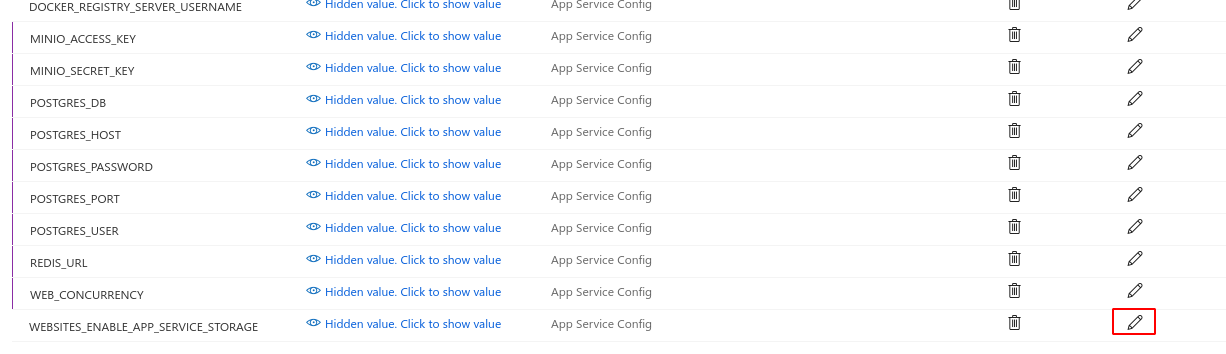 DOCKER_REGISTRY_SERVER_USERNAME Hidden value. Click to show value App Service Config
MINIO_ACCESS_KEY Hidden value. Click to show value App Service Config
MINIO_SECRET_KEY Hidden value. Click to show value App Service Config
POSTGRES_DB Hidden value. Click to show value App Service Config
POSTGRES_HOST Hidden value. Click to show value App Service Config
POSTGRES_PASSWORD Hidden value. Click to show value App Service Config
POSTGRES_PORT Hidden value. Click to show value App Service Config
POSTGRES_USER Hidden value. Click to show value App Service Config
REDIS_URL Hidden value. Click to show value App Service Config
WEB_CONCURRENCY Hidden value. Click to show value App Service Config
WEBSITES_ENABLE_APP_SERVICE_STORAGE Hidden value. Click to show value App Service Config